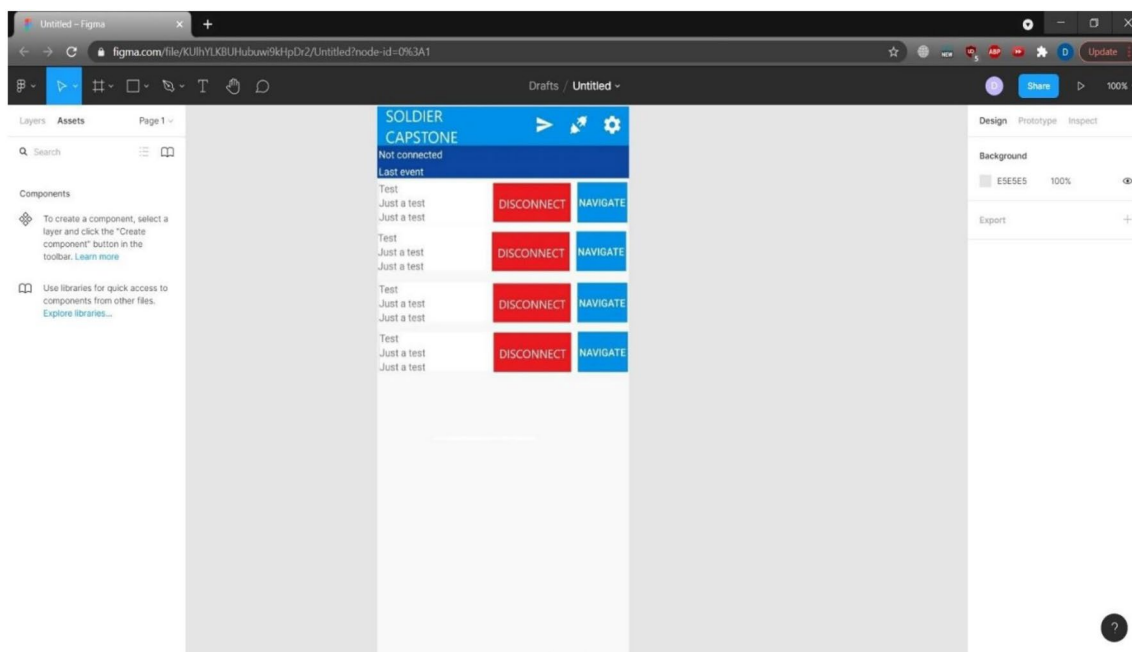 Untitled – Figma
figma.com/file/KUlhYLKBUHubuwi9kHpDr2/Untitled?node-id=0%3A1
NEW
5
ABP
D
Update
Drafts / Untitled
D
Share
100%
Layers Assets Page 1
Search
Components
To create a component, select a
layer and click the "Create
component" button in the
toolbar. Learn more
Use libraries for quick access to
components from other files.
Explore libraries...
SOLDIER
CAPSTONE
Not connected
Last event
Test
Just a test
Just a test
DISCONNECT
NAVIGATE
Test
Just a test
Just a test
DISCONNECT
NAVIGATE
Test
Just a test
Just a test
DISCONNECT
NAVIGATE
Test
Just a test
Just a test
DISCONNECT
NAVIGATE
Design Prototype Inspect
Background
E5E5E5 100%
Export
?